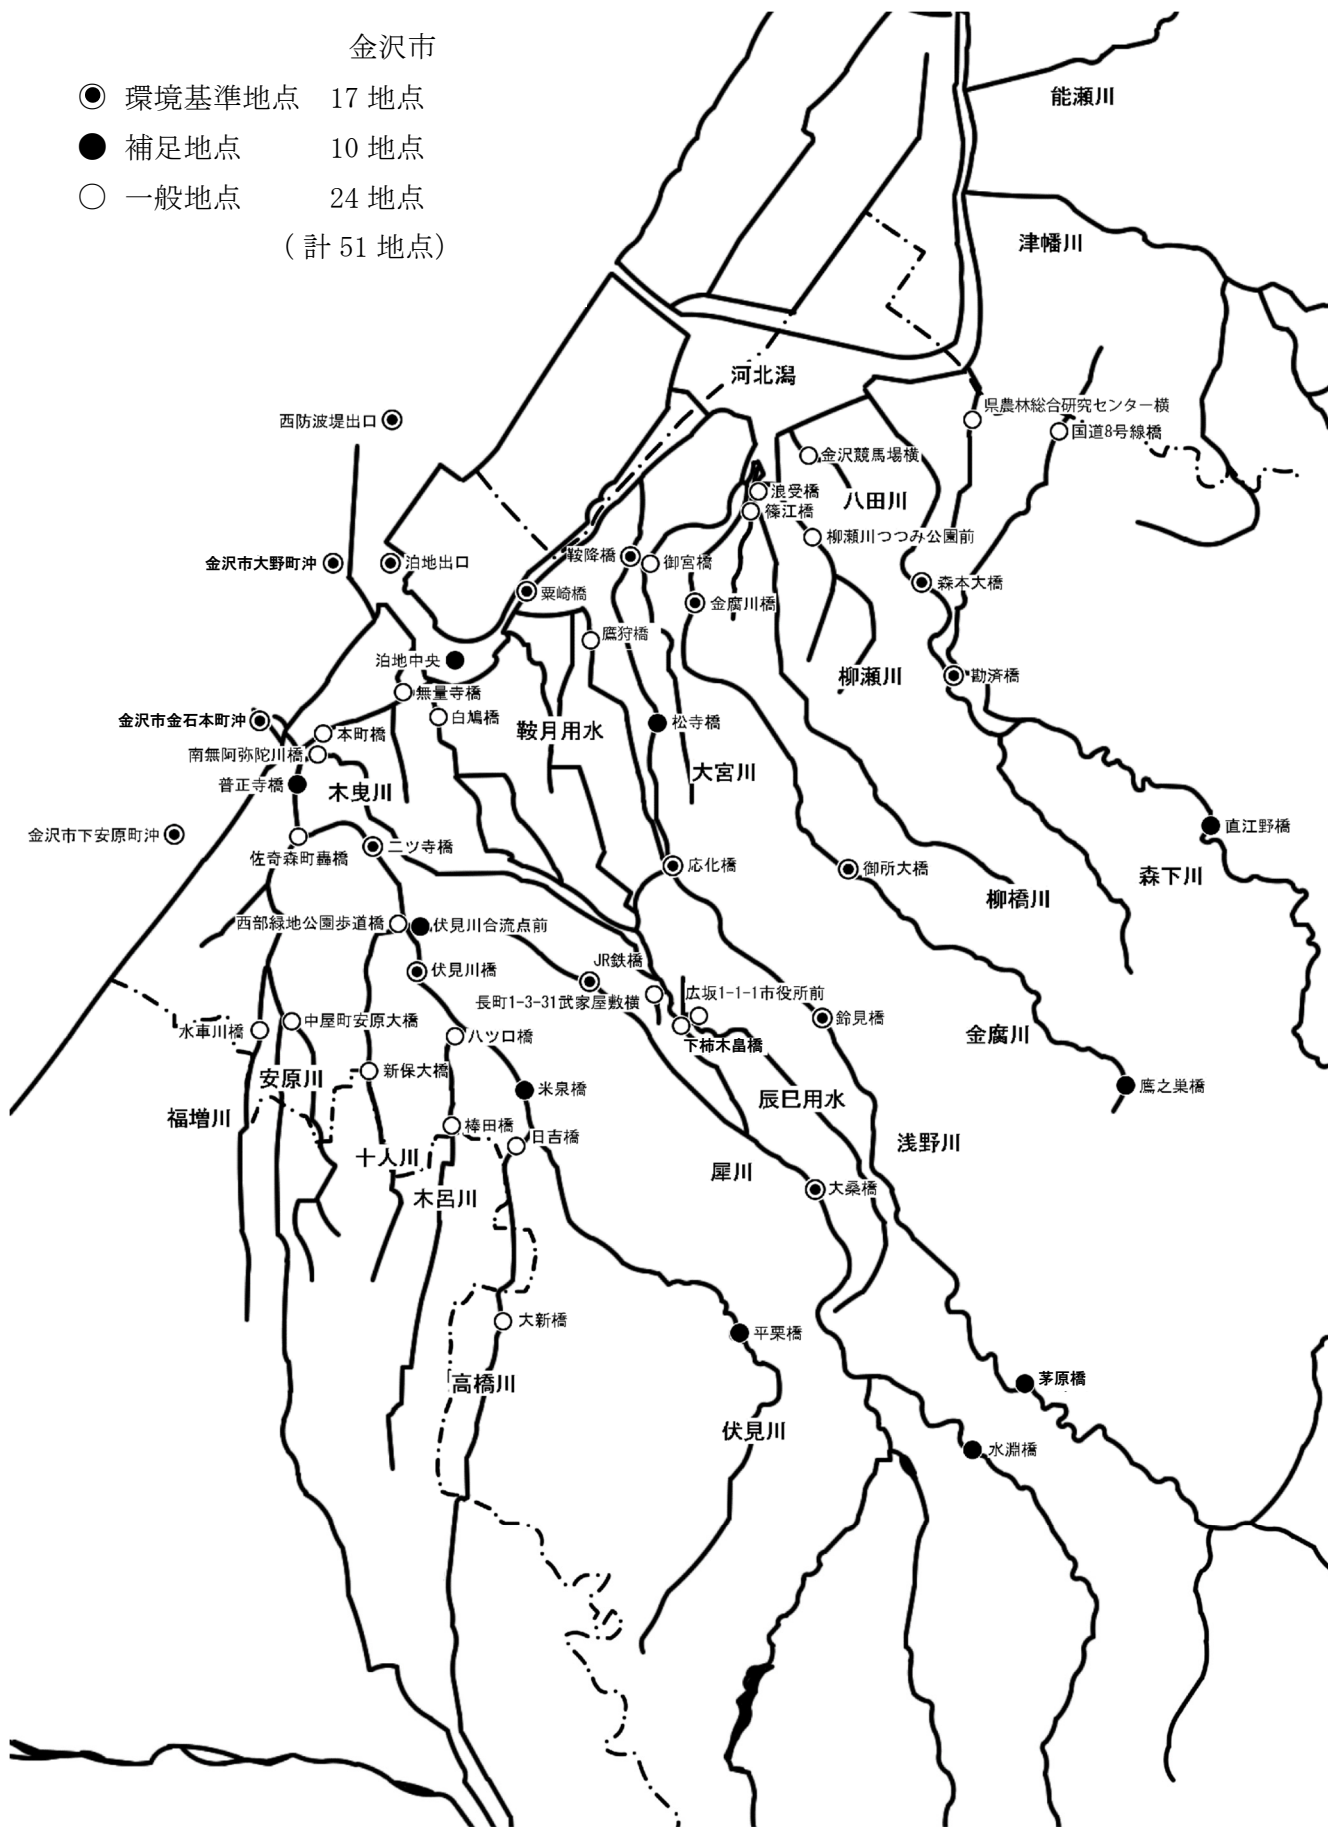 金沢市
◉ 環境基準地点 17 地点
● 補足地点 10 地点
○ 一般地点 24 地点
(計 51 地点)
能瀬川
津幡川
河北潟
県農林総合研究センター横
西防波堤出口
国道8号線橋
金沢競馬場横
浪受橋
八田川
篠江橋
柳瀬川つつみ公園前
鞍降橋
金沢市大野町沖
泊地出口
御宮橋
森本大橋
粟崎橋
金廣川橋
鷹狩橋
泊地中央
柳瀬川
勘済橋
無量寺橋
金沢市金石本町沖
白鳩橋
松寺橋
本町橋
鞍月用水
南無阿弥陀川橋
大宮川
普正寺橋
木曳川
直江野橋
金沢市下安原町沖
佐奇森町轟橋
二ツ寺橋
応化橋
御所大橋
森下川
柳橋川
西部緑地公園歩道橋
伏見川合流点前
JR鉄橋
伏見川橋
長町1-3-31武家屋敷横
広坂1-1-1市役所前
中屋町安原大橋
鈴見橋
水車川橋
八ツロ橋
下柿木畠橋
金腐川
新保大橋
安原川
米泉橋
鷹之巣橋
辰巳用水
福増川
棒田橋
日吉橋
浅野川
十人川
犀川
大桑橋
木呂川
大新橋
平栗橋
高橋川
茅原橋
伏見川
水淵橋